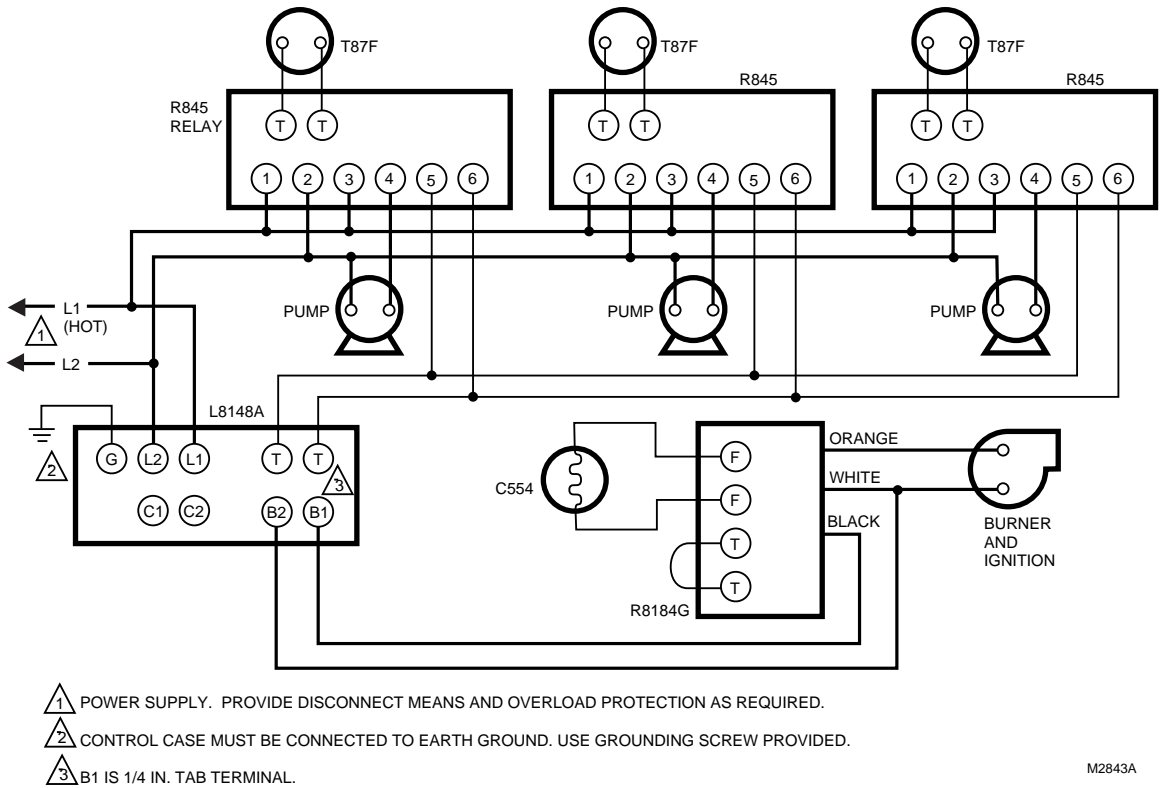 T87F T87F T87F
R845 R845
R845
RELAY
T T T T T T
1 2 3 4 5 6 1 2 3 4 5 6 1 2 3 4 5 6
L1
(HOT)
PUMP PUMP PUMP
1
L2
L8148A
G L2 L1 T T
2
3
C1 C2 B2 B1
C554
F
F
T
T
R8184G
ORANGE
WHITE
BLACK
BURNER
AND
IGNITION
1 POWER SUPPLY. PROVIDE DISCONNECT MEANS AND OVERLOAD PROTECTION AS REQUIRED.
2 CONTROL CASE MUST BE CONNECTED TO EARTH GROUND. USE GROUNDING SCREW PROVIDED.
3 B1 IS 1/4 IN. TAB TERMINAL.
M2843A